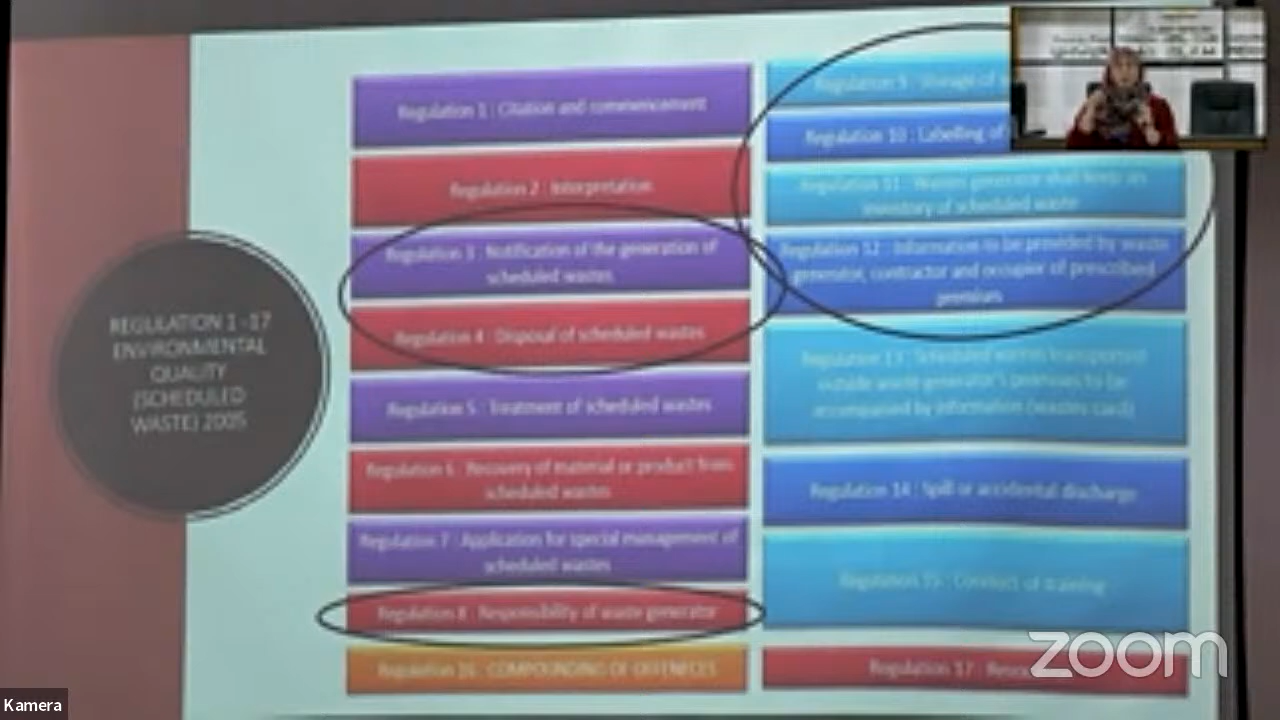 REGULATION 1 -17
ENVIRONMENTAL
QUALITY
(SCHEDULED
WASTE) 2005
Regulation 1 : Citation and commencement
Regulation 2 : Interpretation
Regulation 3 : Notification of the generation of
scheduled wastes
Regulation 4 : Disposal of scheduled wastes
Regulation 5 : Treatment of scheduled wastes
Regulation 6 : Recovery of material or product from
scheduled wastes
Regulation 7 : Application for special management of
scheduled wastes
Regulation 8 : Responsibility of waste generator
Regulation 16 : COMPOUNDING OF OFFENCES
Regulation 9 : Storage of
Regulation 10 : Labelling of
Regulation 11 : Waste generator shall keep an
inventory of scheduled waste
Regulation 12 : Information to be provided by waste
generator, contractor and occupier of prescribed
premises
Regulation 13 : Scheduled wastes transported
outside waste generator's premises to be
accompanied by information (wastes card)
Regulation 14 : Spill or accidental discharge
Regulation 15 : Conduct of training
Regulation 17 :
zoom
Kamera